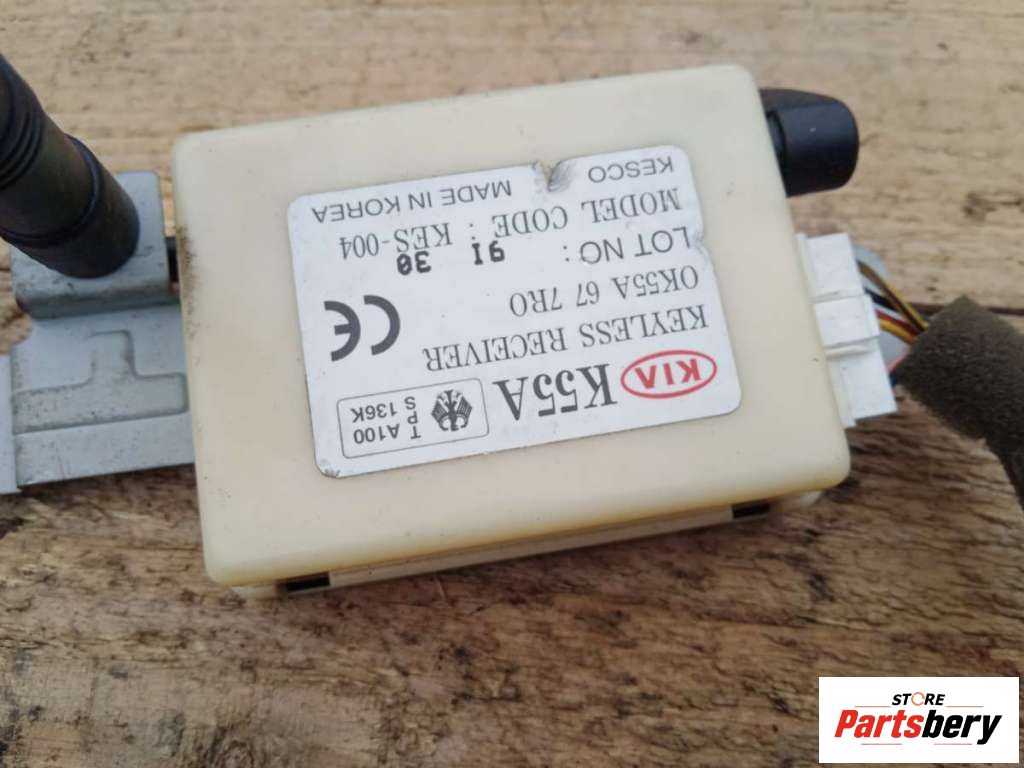 KIA K55A
T A100
P
S 136K
KEYLESS RECEIVER
0K55A 67 7R0
LOT NO : 91 30
MODEL CODE : KES-004
KESCO MADE IN KOREA
CE
STORE
Partsbery